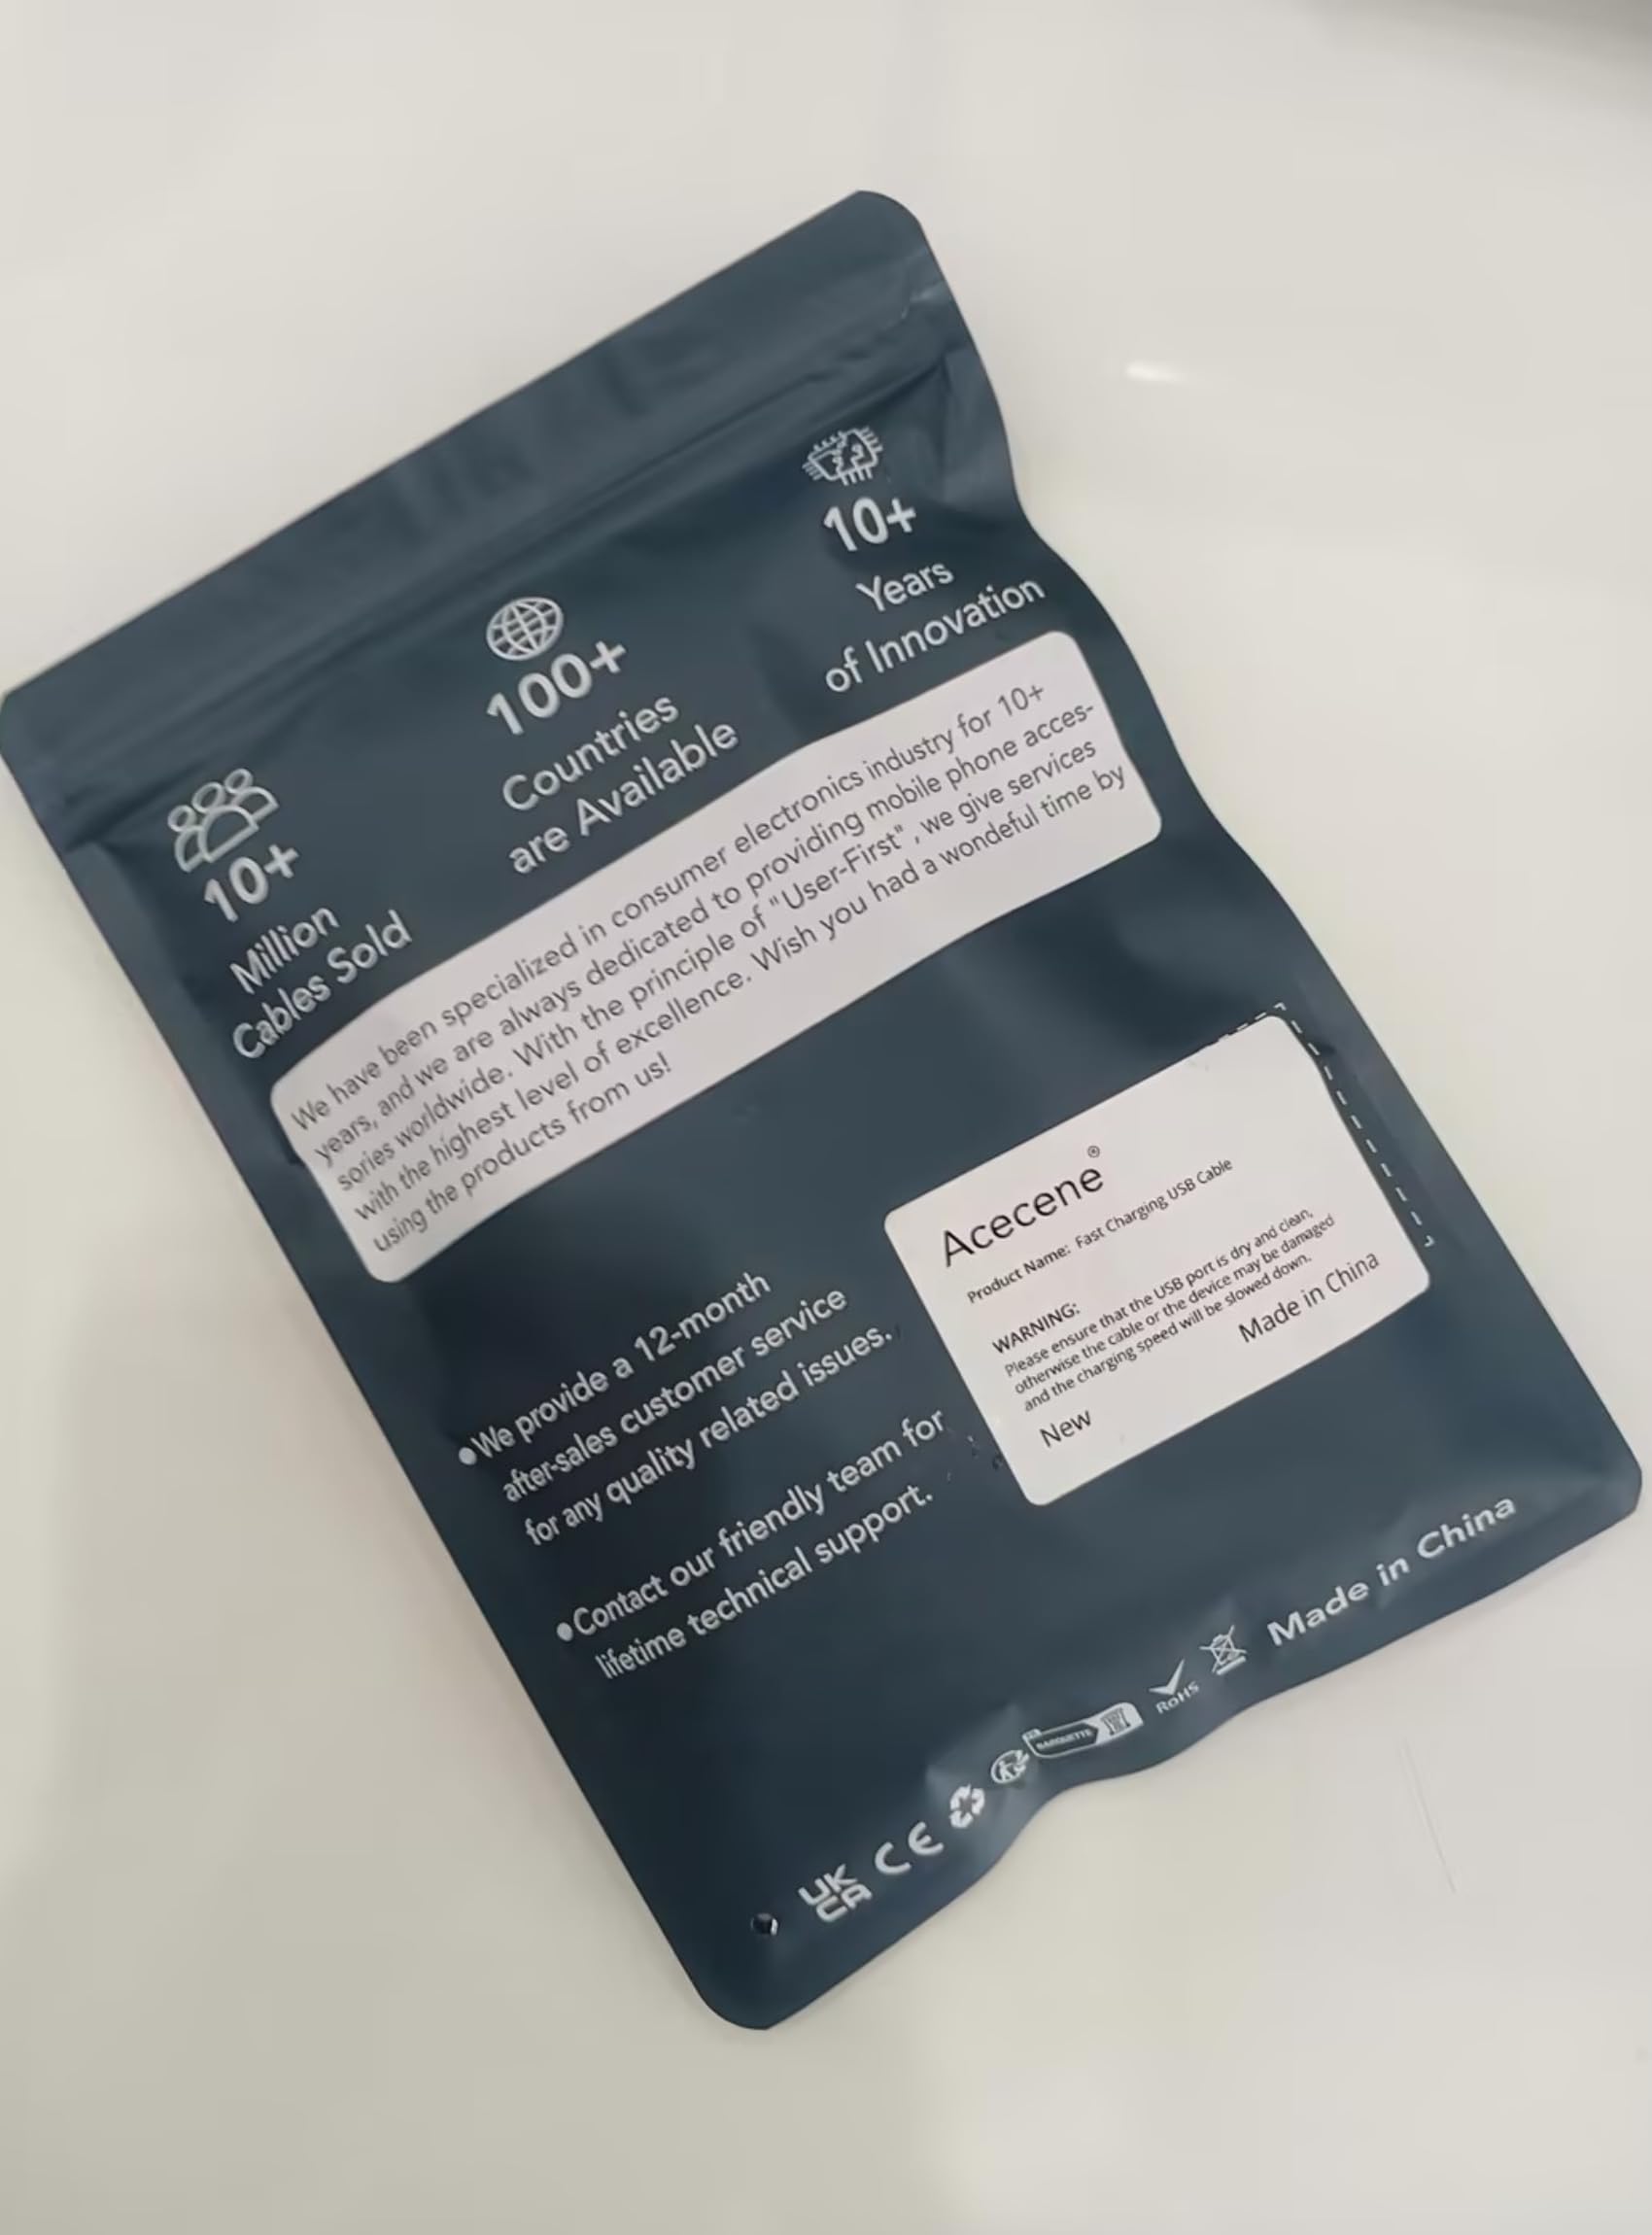 10+
Million
Cables Sold
100+
Countries
are Available
10+
Years
of Innovation
We have been specialized in consumer electronics industry for 10+
years, and we are always dedicated to providing mobile phone acces-
sories worldwide. With the principle of "User-First", we give services
with the highest level of excellence. Wish you had a wondeful time by
using the products from us!
•We provide a 12-month
after-sales customer service
for any quality related issues.
•Contact our friendly team for
lifetime technical support.
Acecene®
Product Name: Fast Charging USB Cable
WARNING:
Please ensure that the USB port is dry and clean,
otherwise the cable or the device may be damaged
and the charging speed will be slowed down.
Made in China
New
UK
CA
CE
BARQUETTE
RoHS
Made in China